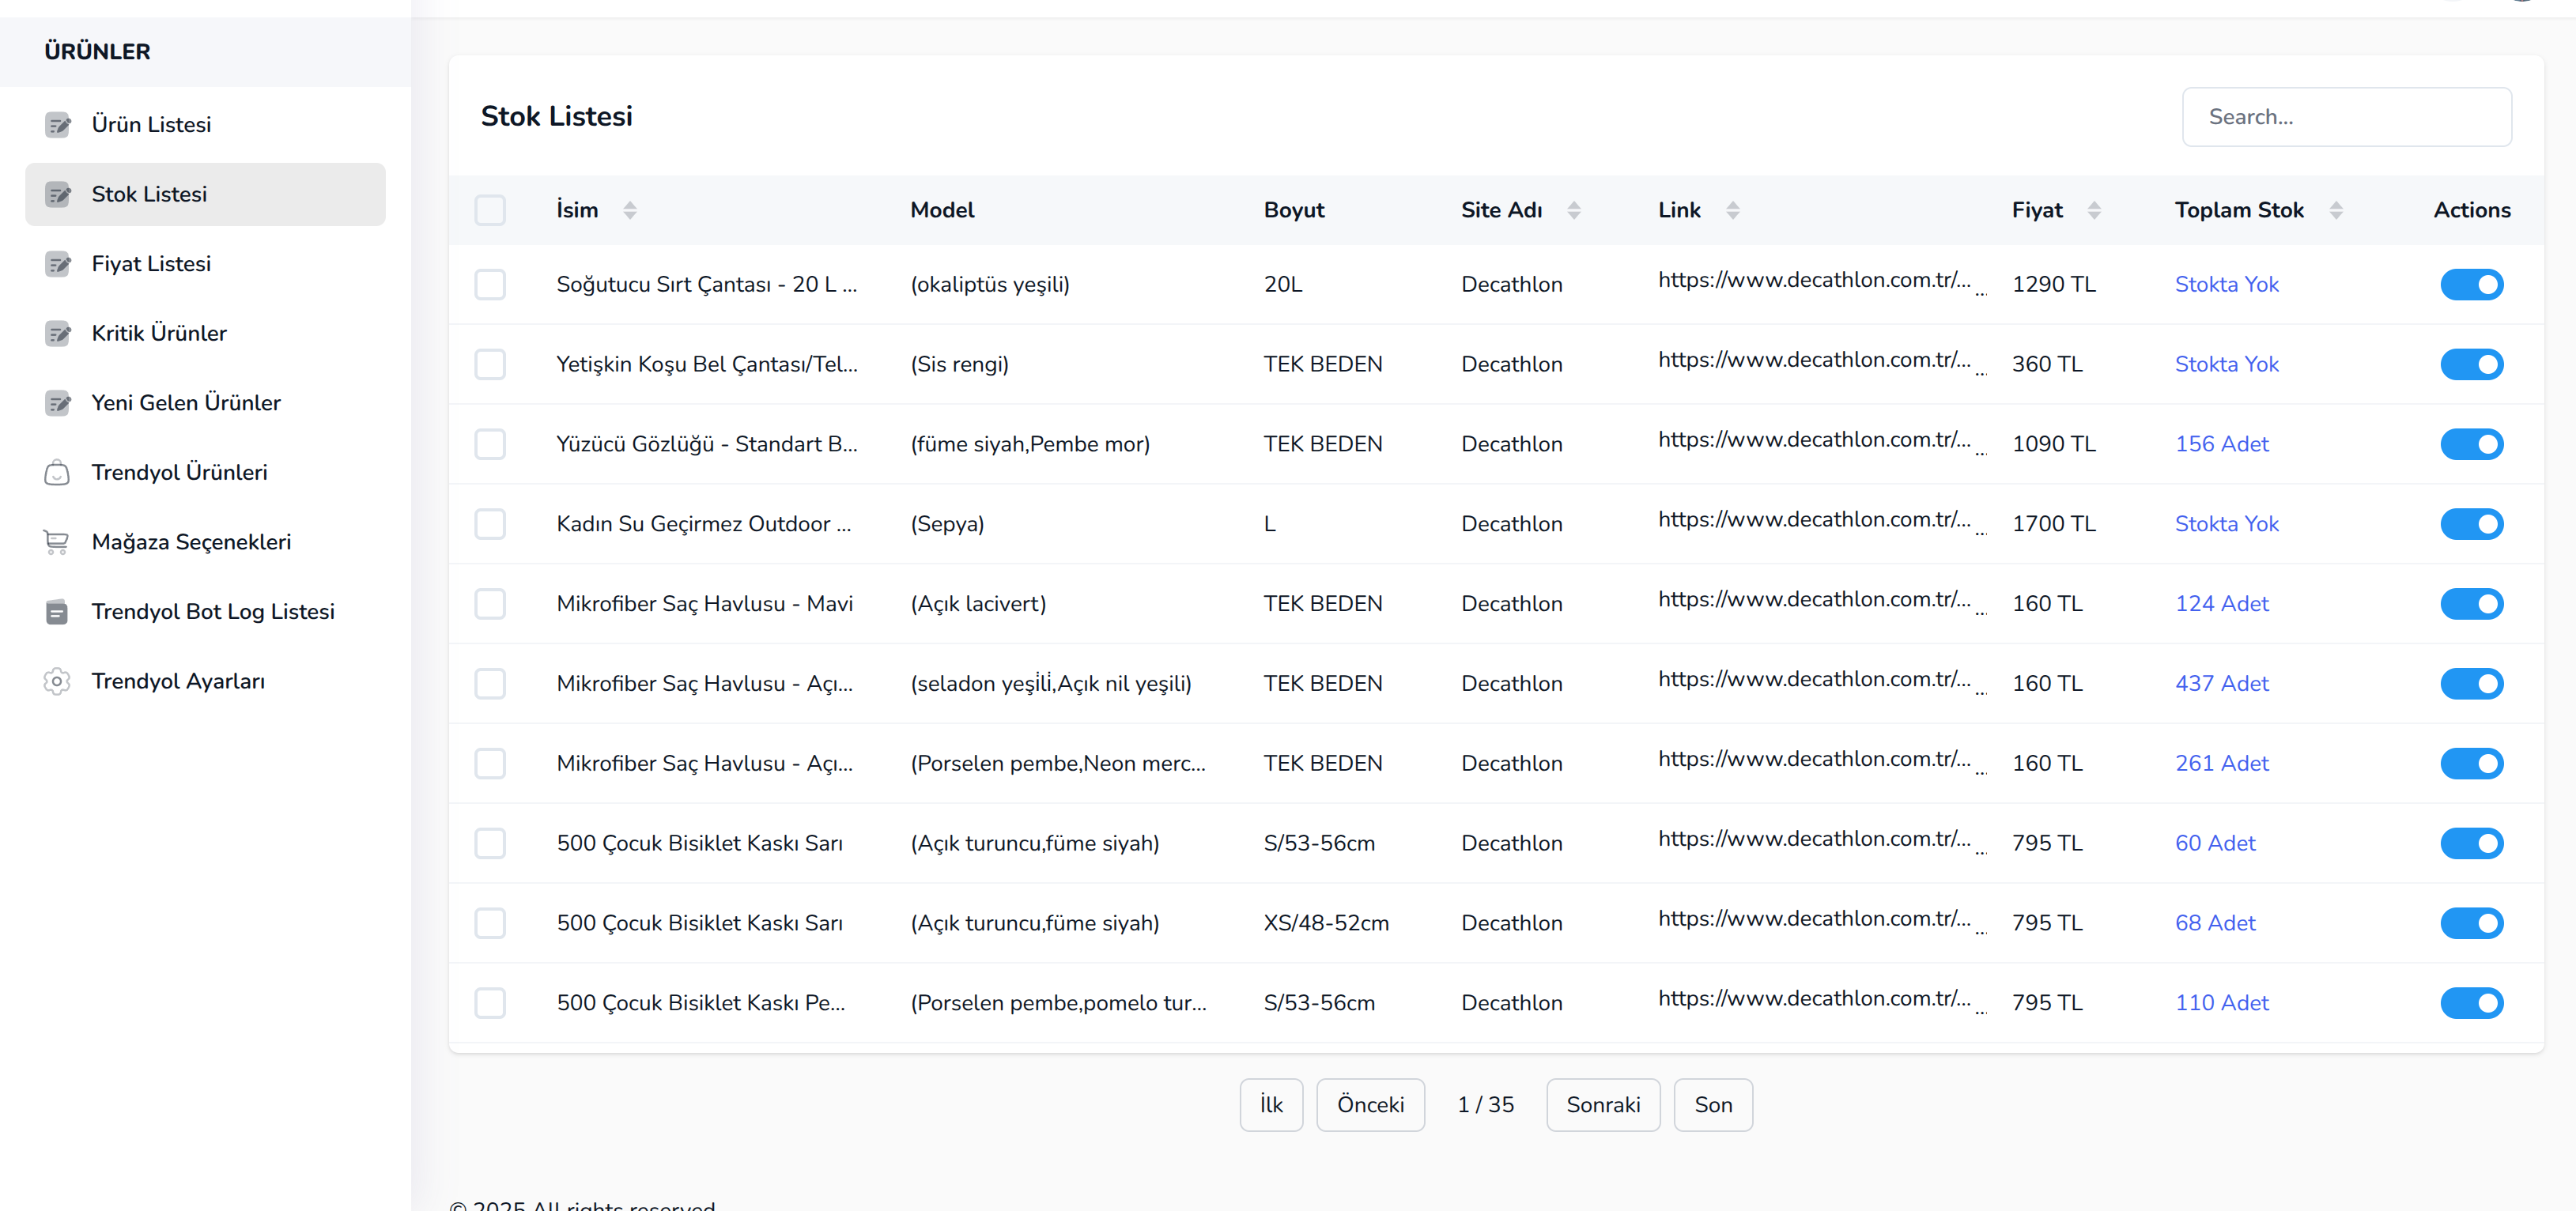 ÜRÜNLER
Ürün Listesi
Stok Listesi
Fiyat Listesi
Kritik Ürünler
Yeni Gelen Ürünler
Trendyol Ürünleri
Mağaza Seçenekleri
Trendyol Bot Log Listesi
Trendyol Ayarları
Stok Listesi
Search...
İsim Model Boyut Site Adı Link Fiyat Toplam Stok Actions
Soğutucu Sırt Çantası - 20 L ... (okaliptüs yeşili) 20L Decathlon https://www.decathlon.com.tr/... ... 1290 TL Stokta Yok
Yetişkin Koşu Bel Çantası/Tel... (Sis rengi) TEK BEDEN Decathlon https://www.decathlon.com.tr/... ... 360 TL Stokta Yok
Yüzücü Gözlüğü - Standart B... (füme siyah,Pembe mor) TEK BEDEN Decathlon https://www.decathlon.com.tr/... ... 1090 TL 156 Adet
Kadın Su Geçirmez Outdoor ... (Sepya) L Decathlon https://www.decathlon.com.tr/... ... 1700 TL Stokta Yok
Mikrofiber Saç Havlusu - Mavi (Açık lacivert) TEK BEDEN Decathlon https://www.decathlon.com.tr/... ... 160 TL 124 Adet
Mikrofiber Saç Havlusu - Açı... (seladon yeşi̇li̇,Açık nil yeşili) TEK BEDEN Decathlon https://www.decathlon.com.tr/... ... 160 TL 437 Adet
Mikrofiber Saç Havlusu - Açı... (Porselen pembe,Neon merc... TEK BEDEN Decathlon https://www.decathlon.com.tr/... ... 160 TL 261 Adet
500 Çocuk Bisiklet Kaskı Sarı (Açık turuncu,füme siyah) S/53-56cm Decathlon https://www.decathlon.com.tr/... ... 795 TL 60 Adet
500 Çocuk Bisiklet Kaskı Sarı (Açık turuncu,füme siyah) XS/48-52cm Decathlon https://www.decathlon.com.tr/... ... 795 TL 68 Adet
500 Çocuk Bisiklet Kaskı Pe... (Porselen pembe,pomelo tur... S/53-56cm Decathlon https://www.decathlon.com.tr/... ... 795 TL 110 Adet
İlk Önceki 1 / 35 Sonraki Son
© 2025 All rights reserved